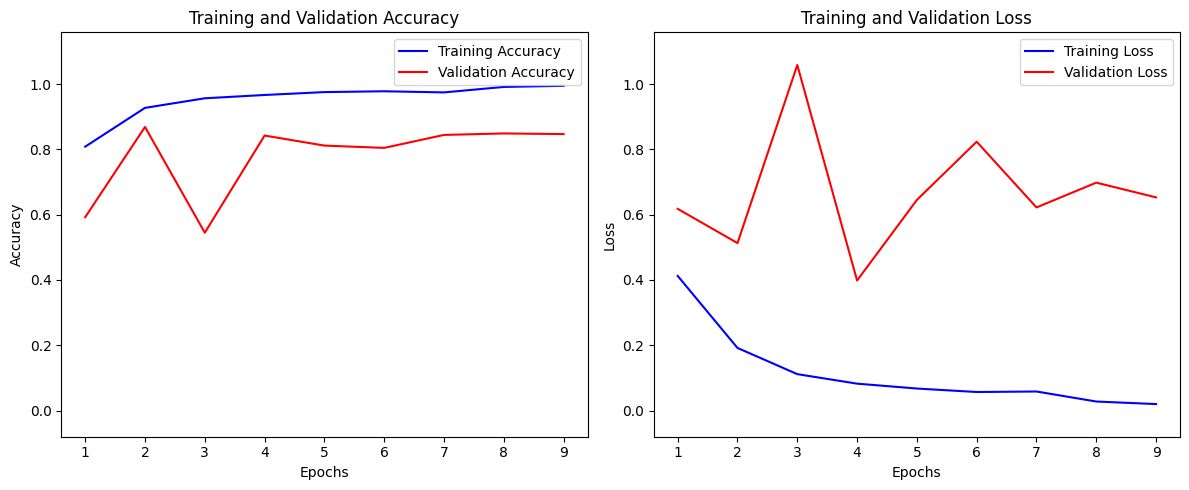 Training and Validation Accuracy
Training Accuracy
Validation Accuracy
1.0
0.8
0.6
0.4
0.2
0.0
Accuracy
1 2 3 4 5 6 7 8 9
Epochs
Training and Validation Loss
Training Loss
Validation Loss
1.0
0.8
0.6
0.4
0.2
0.0
Loss
1 2 3 4 5 6 7 8 9
Epochs